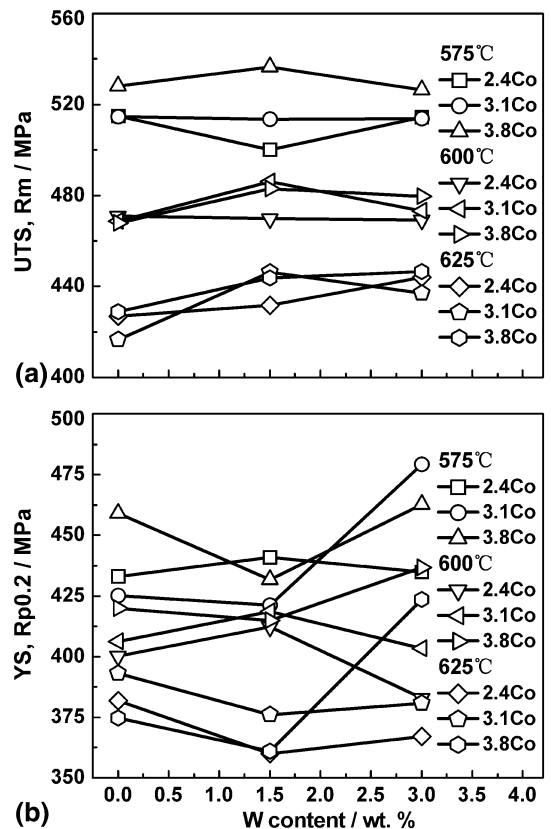 (a)
UTS, Rm / MPa
560
520
480
440
400
575℃
2.4Co
3.1Co
3.8Co
600℃
2.4Co
3.1Co
3.8Co
625℃
2.4Co
3.1Co
3.8Co
(b)
YS, Rp0.2 / MPa
500
475
450
425
400
375
350
575℃
2.4Co
3.1Co
3.8Co
600℃
2.4Co
3.1Co
3.8Co
625℃
2.4Co
3.1Co
3.8Co
0.0 0.5 1.0 1.5 2.0 2.5 3.0 3.5 4.0
W content / wt. %